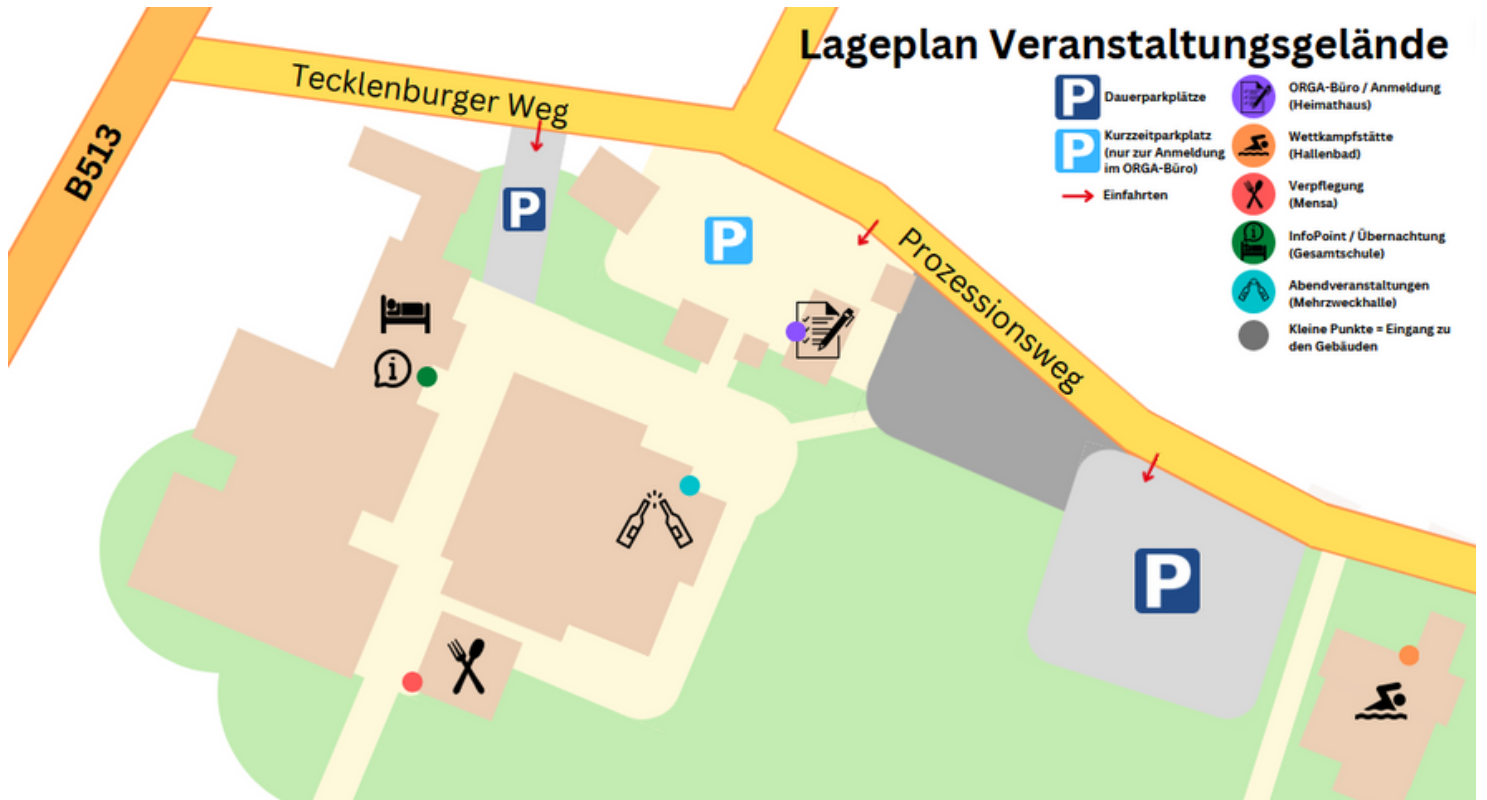 Lageplan Veranstaltungsgelände
P Dauerparkplätze
P Kurzzeitparkplatz
(nur zur Anmeldung
im ORGA-Büro)
Einfahrten
ORGA-Büro / Anmeldung
(Heimathaus)
Wettkampfstätte
(Hallenbad)
Verpflegung
(Mensa)
InfoPoint / Übernachtung
(Gesamtschule)
Abendveranstaltungen
(Mehrzweckhalle)
Kleine Punkte = Eingang zu
den Gebäuden
Tecklenburger Weg
B513
P
P
Prozessionsweg
i
P